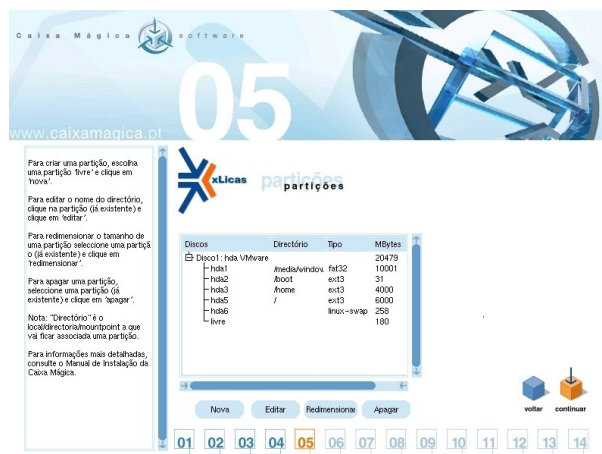 Caixa Mágica software
05
www.caixamagica.pt
Para criar uma partição, escolha
uma partição 'livre' e clique em
'nova'.
Para editar o nome do directório,
clique na partição (já existente) e
clique em 'editar'.
Para redimensionar o tamanho de
uma partição seleccione uma partiçã
o (já existente) e clique em
'redimensionar'.
Para apagar uma partição,
seleccione uma partição (já
existente) e clique em 'apagar'.
Nota: "Directório" é o
local/directoria/mountpoint a que
vai ficar associada uma partição.
Para informações mais detalhadas,
consulte o Manual de Instalação da
Caixa Mágica.
xLicas
partições
partições
Discos Directório Tipo MBytes
Disco1: hda VMware 20479
hda1 /media/window fat32 10001
hda2 /boot ext3 31
hda3 /home ext3 4000
hda5 / ext3 6000
hda6 linux-swap 258
livre 180
Nova Editar Redimensionar Apagar
voltar continuar
01 02 03 04 05 06 07 08 09 10 11 12 13 14